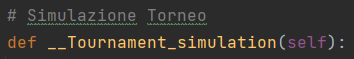 # Simulazione Torneo
def __Tournament_simulation(self):